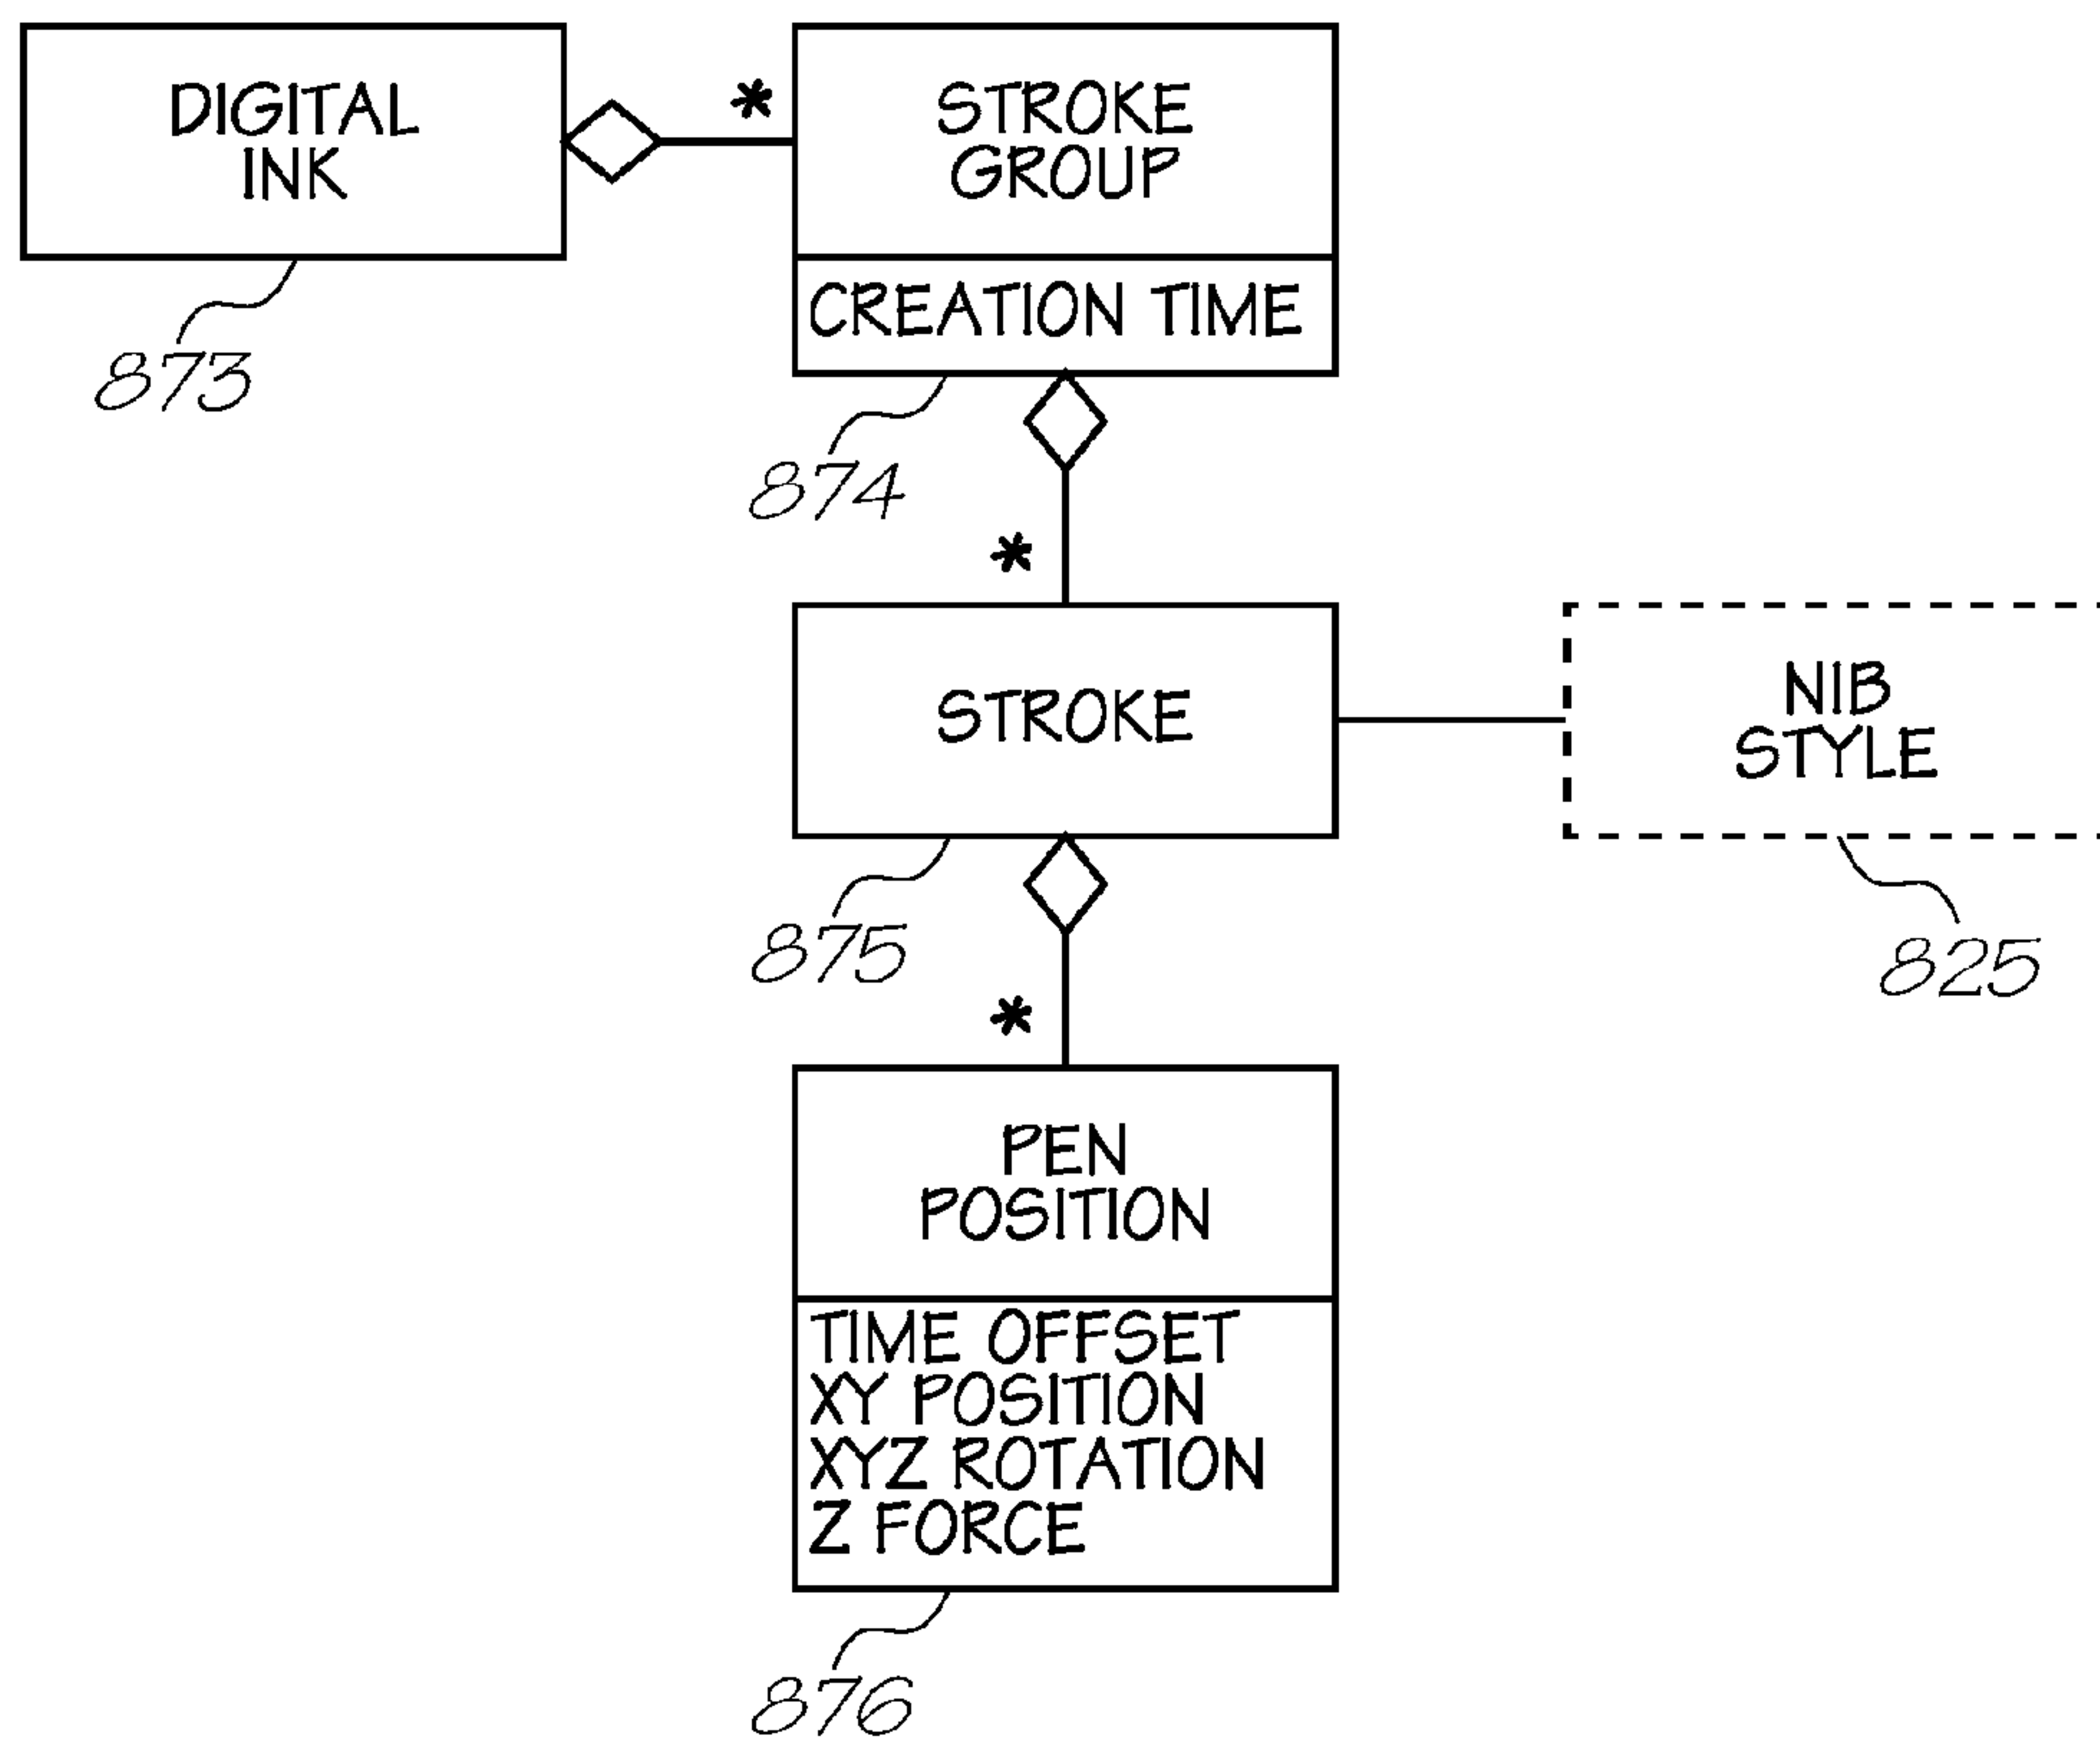 DIGITAL
INK
*
STROKE
GROUP
CREATION TIME
873
874
*
STROKE
NIB
STYLE
875
825
*
PEN
POSITION
TIME OFFSET
XY POSITION
XYZ ROTATION
Z FORCE
876